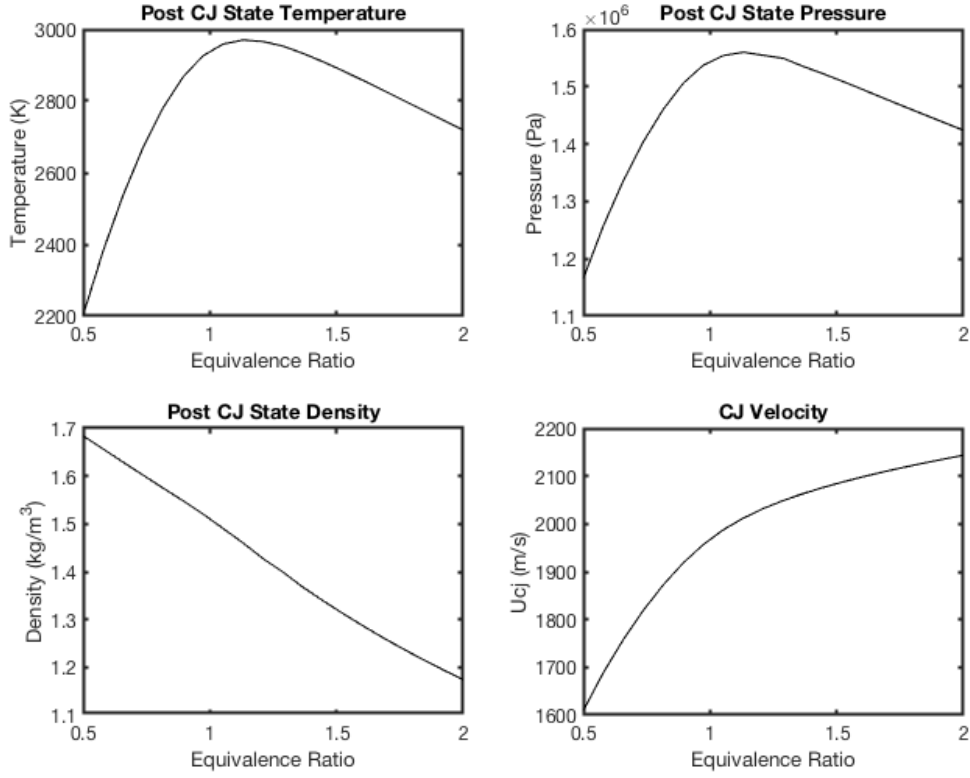 Post CJ State Temperature
3000
2800
2600
2400
2200
Temperature (K)
0.5 1 1.5 2
Equivalence Ratio
Post CJ State Pressure
×10⁶
1.6
1.5
1.4
1.3
1.2
1.1
Pressure (Pa)
0.5 1 1.5 2
Equivalence Ratio
Post CJ State Density
1.7
1.6
1.5
1.4
1.3
1.2
1.1
Density (kg/m³)
0.5 1 1.5 2
Equivalence Ratio
CJ Velocity
2200
2100
2000
1900
1800
1700
1600
Ucj (m/s)
0.5 1 1.5 2
Equivalence Ratio